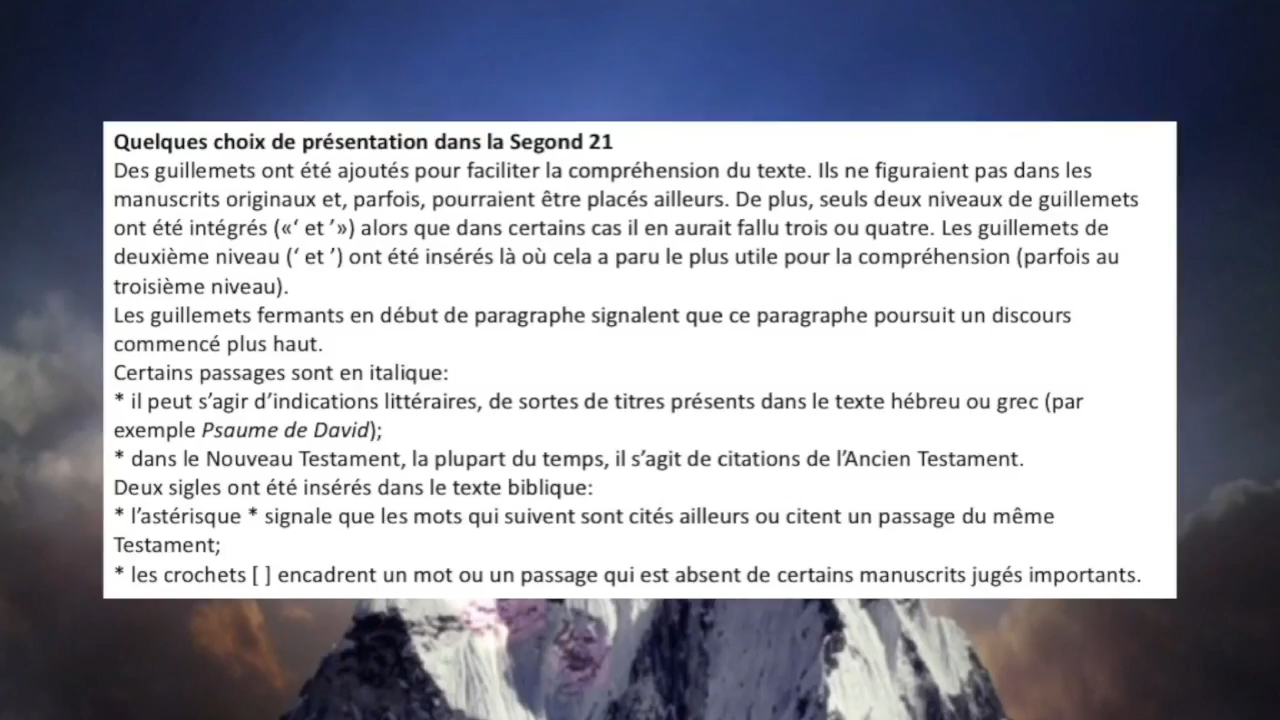 Quelques choix de présentation dans la Segond 21
Des guillemets ont été ajoutés pour faciliter la compréhension du texte. Ils ne figuraient pas dans les
manuscrits originaux et, parfois, pourraient être placés ailleurs. De plus, seuls deux niveaux de guillemets
ont été intégrés («‘ et ’») alors que dans certains cas il en aurait fallu trois ou quatre. Les guillemets de
deuxième niveau (‘ et ’) ont été insérés là où cela a paru le plus utile pour la compréhension (parfois au
troisième niveau).
Les guillemets fermants en début de paragraphe signalent que ce paragraphe poursuit un discours
commencé plus haut.
Certains passages sont en italique:
* il peut s’agir d’indications littéraires, de sortes de titres présents dans le texte hébreu ou grec (par
exemple Psaume de David);
* dans le Nouveau Testament, la plupart du temps, il s’agit de citations de l’Ancien Testament.
Deux sigles ont été insérés dans le texte biblique:
* l’astérisque * signale que les mots qui suivent sont cités ailleurs ou citent un passage du même
Testament;
* les crochets [ ] encadrent un mot ou un passage qui est absent de certains manuscrits jugés importants.